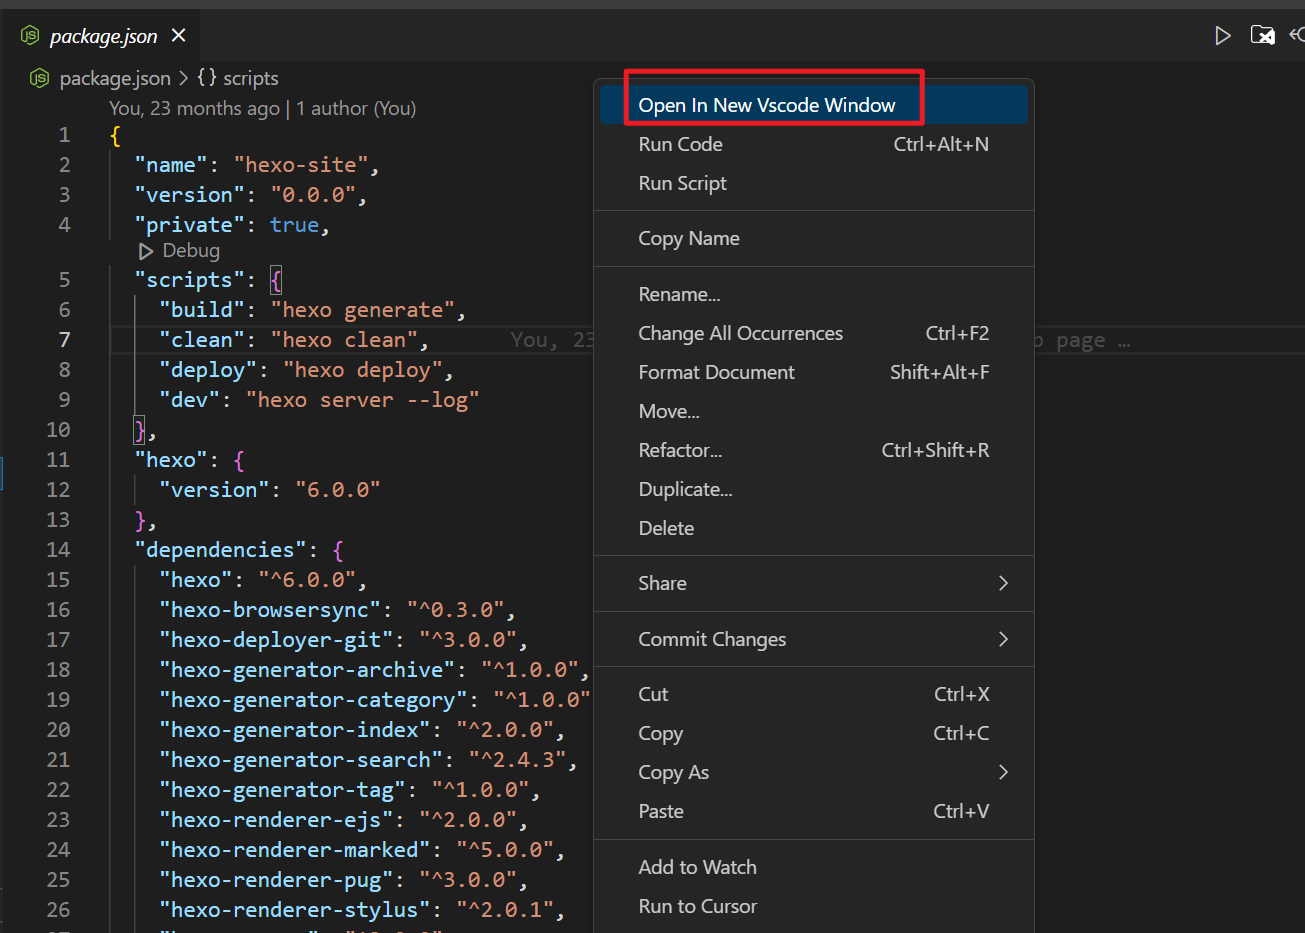 package.json
package.json > {} scripts
You, 23 months ago | 1 author (You)
1 {
2 "name": "hexo-site",
3 "version": "0.0.0",
4 "private": true,
Debug
5 "scripts": {
6 "build": "hexo generate",
7 "clean": "hexo clean", You, 23 page …
8 "deploy": "hexo deploy",
9 "dev": "hexo server --log"
10 },
11 "hexo": {
12 "version": "6.0.0"
13 },
14 "dependencies": {
15 "hexo": "^6.0.0",
16 "hexo-browsersync": "^0.3.0",
17 "hexo-deployer-git": "^3.0.0",
18 "hexo-generator-archive": "^1.0.0",
19 "hexo-generator-category": "^1.0.0"
20 "hexo-generator-index": "^2.0.0",
21 "hexo-generator-search": "^2.4.3",
22 "hexo-generator-tag": "^1.0.0",
23 "hexo-renderer-ejs": "^2.0.0",
24 "hexo-renderer-marked": "^5.0.0",
25 "hexo-renderer-pug": "^3.0.0",
26 "hexo-renderer-stylus": "^2.0.1",
Open In New Vscode Window
Run Code Ctrl+Alt+N
Run Script
Copy Name
Rename...
Change All Occurrences Ctrl+F2
Format Document Shift+Alt+F
Move...
Refactor... Ctrl+Shift+R
Duplicate...
Delete
Share
Commit Changes
Cut Ctrl+X
Copy Ctrl+C
Copy As
Paste Ctrl+V
Add to Watch
Run to Cursor